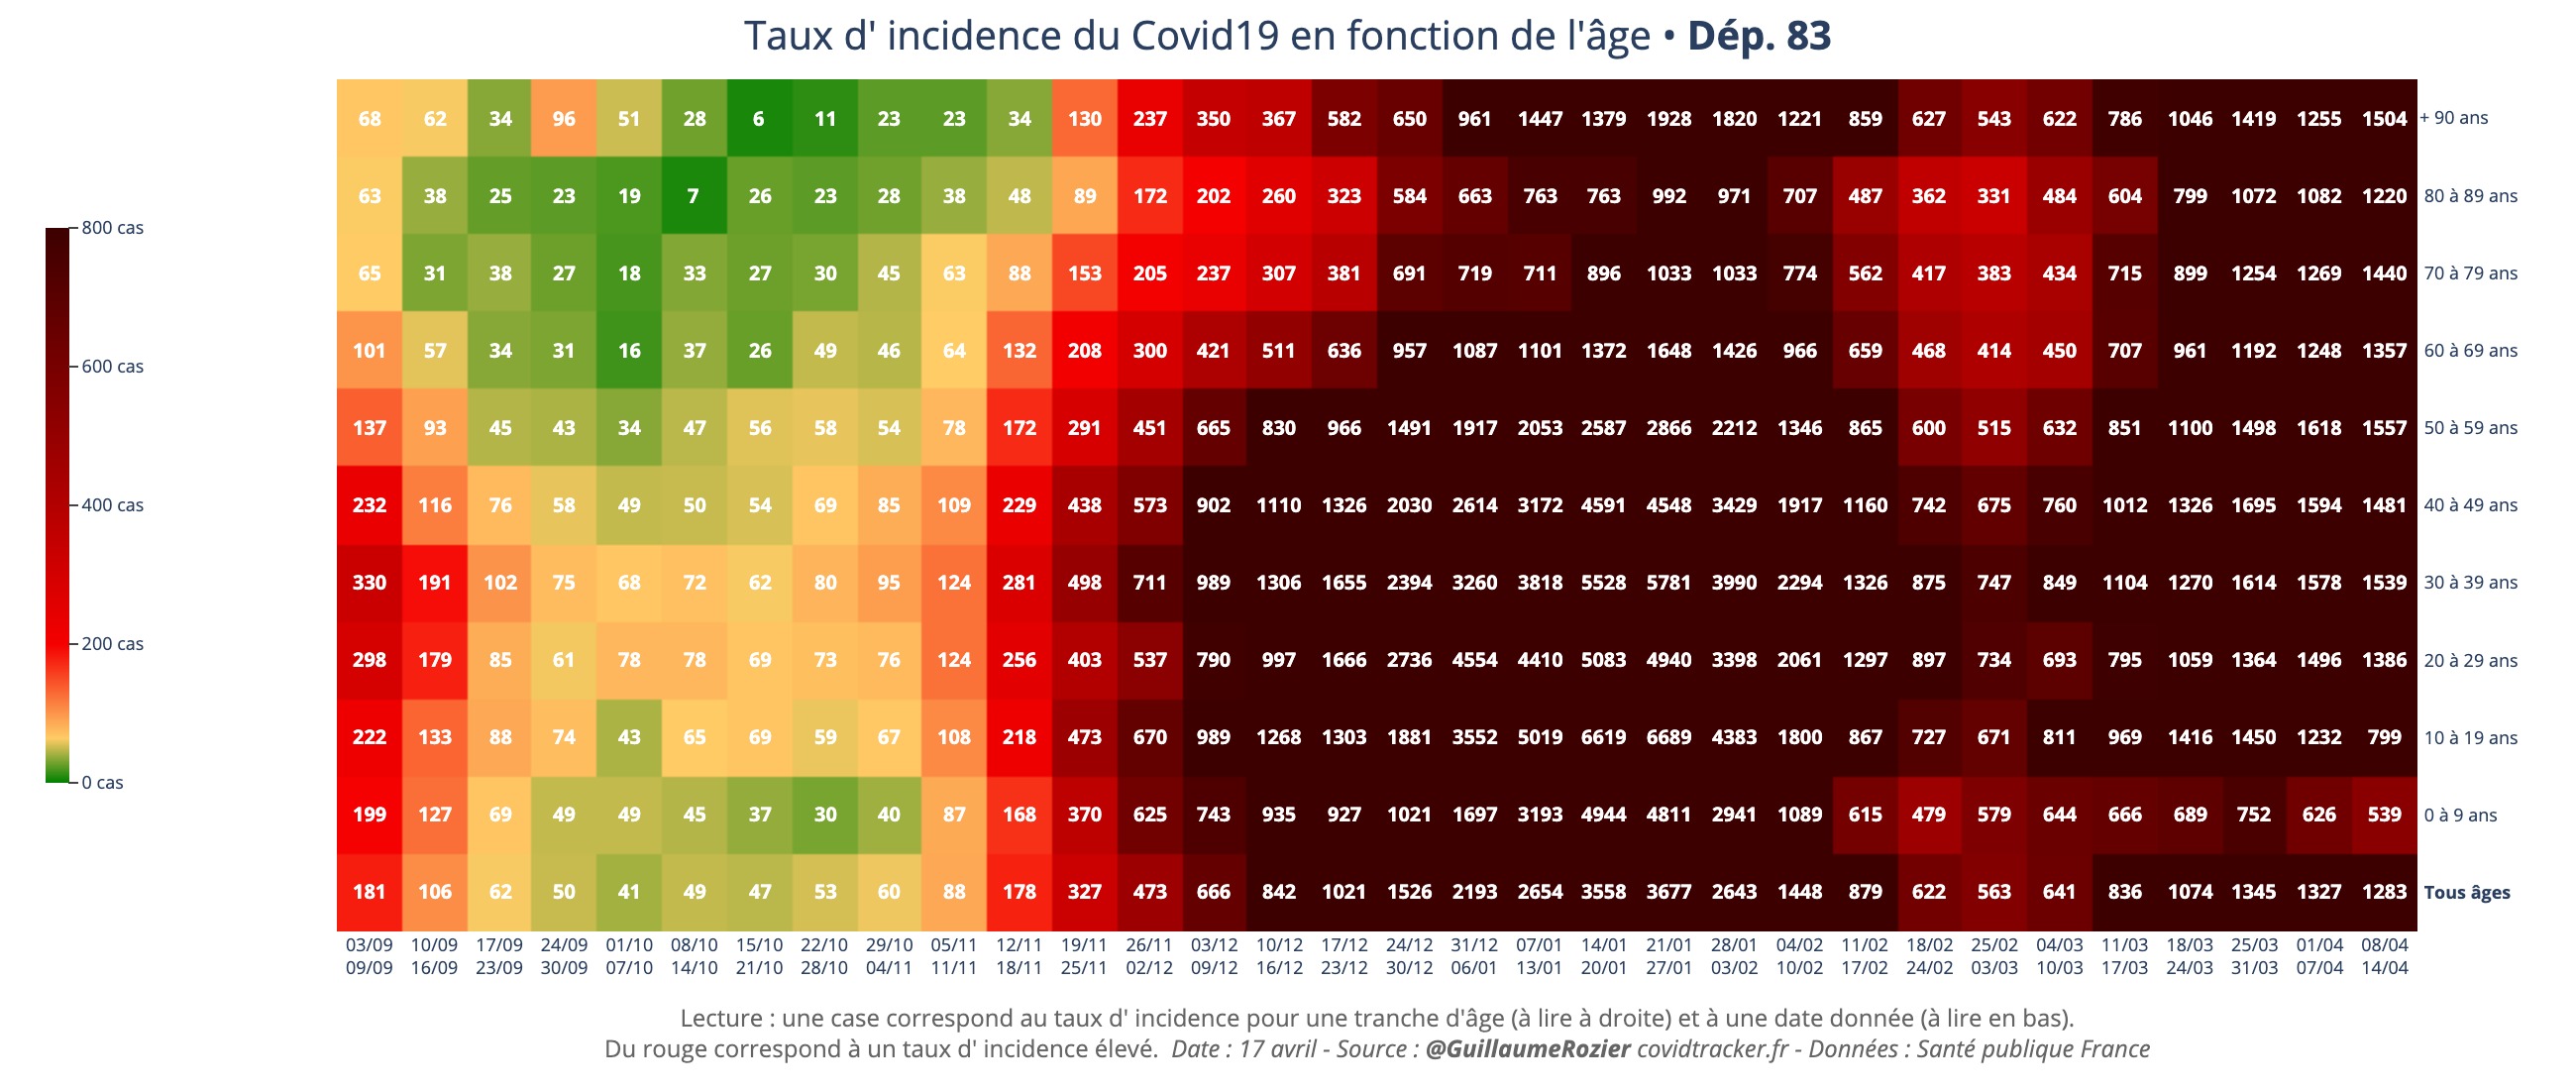 Taux d' incidence du Covid19 en fonction de l'âge • Dép. 83
68 62 34 96 51 28 6 11 23 23 34 130 237 350 367 582 650 961 1447 1379 1928 1820 1221 859 627 543 622 786 1046 1419 1255 1504 + 90 ans
63 38 25 23 19 7 26 23 28 38 48 89 172 202 260 323 584 663 763 763 992 971 707 487 362 331 484 604 799 1072 1082 1220 80 à 89 ans
800 cas
65 31 38 27 18 33 27 30 45 63 88 153 205 237 307 381 691 719 711 896 1033 1033 774 562 417 383 434 715 899 1254 1269 1440 70 à 79 ans
101 57 34 31 16 37 26 49 46 64 132 208 300 421 511 636 957 1087 1101 1372 1648 1426 966 659 468 414 450 707 961 1192 1248 1357 60 à 69 ans
600 cas
137 93 45 43 34 47 56 58 54 78 172 291 451 665 830 966 1491 1917 2053 2587 2866 2212 1346 865 600 515 632 851 1100 1498 1618 1557 50 à 59 ans
400 cas
232 116 76 58 49 50 54 69 85 109 229 438 573 902 1110 1326 2030 2614 3172 4591 4548 3429 1917 1160 742 675 760 1012 1326 1695 1594 1481 40 à 49 ans
330 191 102 75 68 72 62 80 95 124 281 498 711 989 1306 1655 2394 3260 3818 5528 5781 3990 2294 1326 875 747 849 1104 1270 1614 1578 1539 30 à 39 ans
200 cas
298 179 85 61 78 78 69 73 76 124 256 403 537 790 997 1666 2736 4554 4410 5083 4940 3398 2061 1297 897 734 693 795 1059 1364 1496 1386 20 à 29 ans
222 133 88 74 43 65 69 59 67 108 218 473 670 989 1268 1303 1881 3552 5019 6619 6689 4383 1800 867 727 671 811 969 1416 1450 1232 799 10 à 19 ans
0 cas
199 127 69 49 49 45 37 30 40 87 168 370 625 743 935 927 1021 1697 3193 4944 4811 2941 1089 615 479 579 644 666 689 752 626 539 0 à 9 ans
181 106 62 50 41 49 47 53 60 88 178 327 473 666 842 1021 1526 2193 2654 3558 3677 2643 1448 879 622 563 641 836 1074 1345 1327 1283 Tous âges
03/09 10/09 17/09 24/09 01/10 08/10 15/10 22/10 29/10 05/11 12/11 19/11 26/11 03/12 10/12 17/12 24/12 31/12 07/01 14/01 21/01 28/01 04/02 11/02 18/02 25/02 04/03 11/03 18/03 25/03 01/04 08/04
09/09 16/09 23/09 30/09 07/10 14/10 21/10 28/10 04/11 11/11 18/11 25/11 02/12 09/12 16/12 23/12 30/12 06/01 13/01 20/01 27/01 03/02 10/02 17/02 24/02 03/03 10/03 17/03 24/03 31/03 07/04 14/04
Lecture : une case correspond au taux d' incidence pour une tranche d'âge (à lire à droite) et à une date donnée (à lire en bas).
Du rouge correspond à un taux d' incidence élevé. Date : 17 avril - Source : @GuillaumeRozier covidtracker.fr - Données : Santé publique France